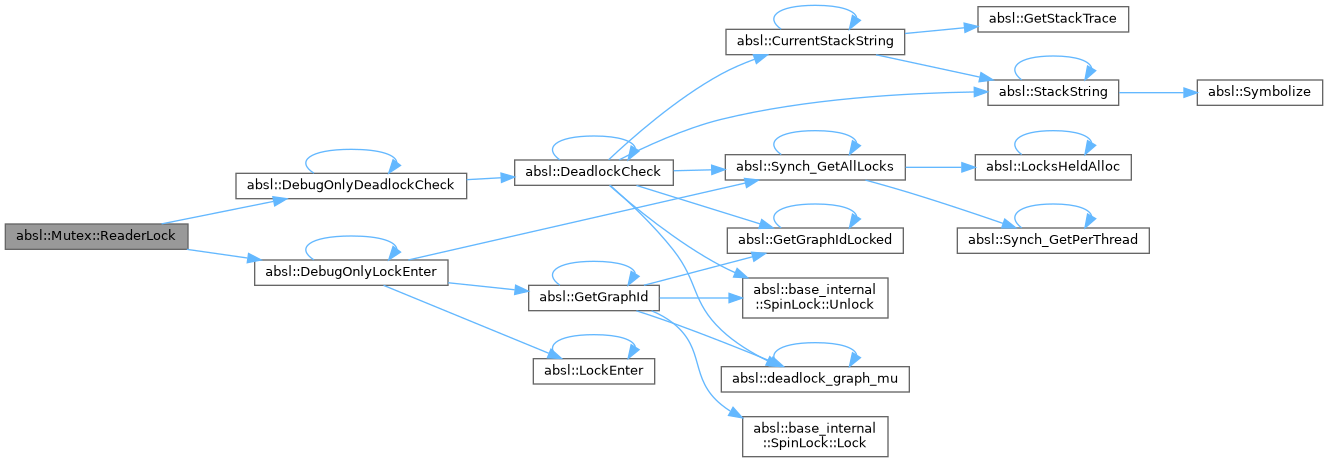 absl::GetStackTrace
absl::CurrentStackString
absl::StackString
absl::Symbolize
absl::DeadlockCheck
absl::Synch_GetAllLocks
absl::LocksHeldAlloc
absl::DebugOnlyDeadlockCheck
absl::Mutex::ReaderLock
absl::GetGraphIdLocked
absl::Synch_GetPerThread
absl::DebugOnlyLockEnter
absl::GetGraphId
absl::base_internal
::SpinLock::Unlock
absl::LockEnter
absl::deadlock_graph_mu
absl::base_internal
::SpinLock::Lock